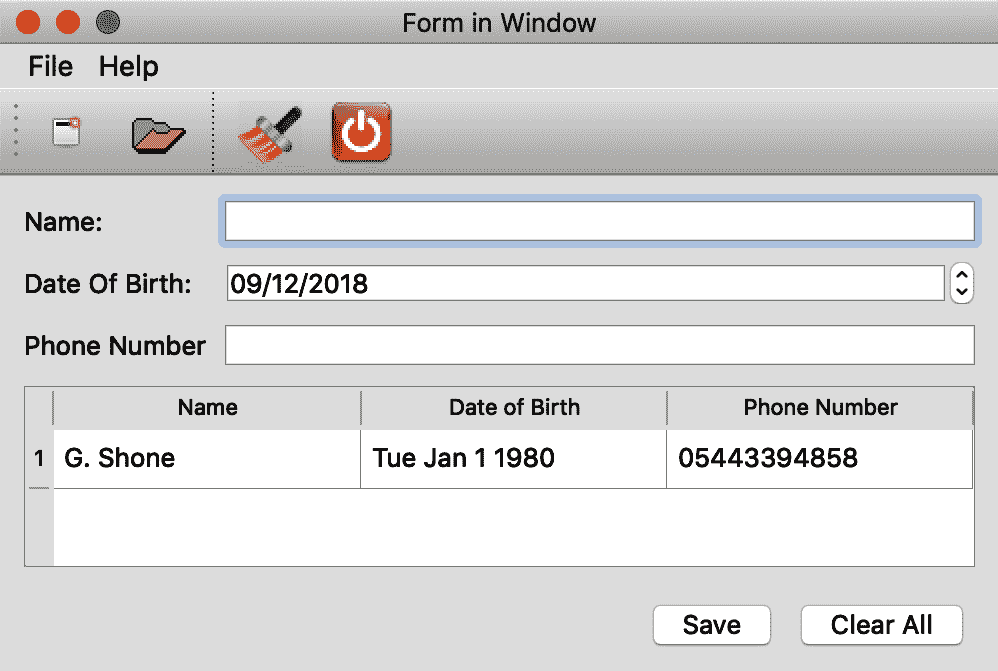 Form in Window
File Help
Name:
Date Of Birth: 09/12/2018
Phone Number
Name Date of Birth Phone Number
1 G. Shone Tue Jan 1 1980 05443394858
Save Clear All